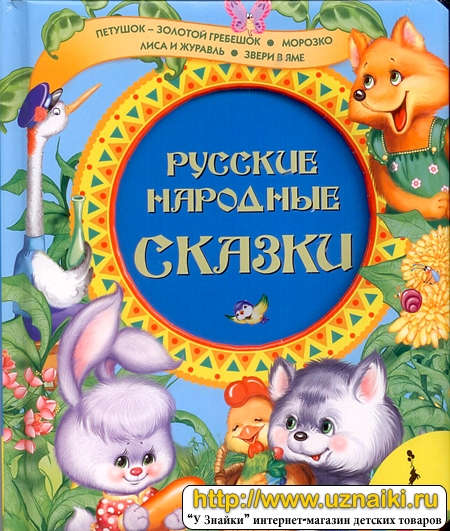 ПЕТУШОК – ЗОЛОТОЙ ГРЕБЕШОК • МОРОЗКО
ЛИСА И ЖУРАВЛЬ • ЗВЕРИ В ЯМЕ
РУССКИЕ
НАРОДНЫЕ
СКАЗКИ
http://www.uznaiki.ru
“У Знайки” интернет-магазин детских товаров